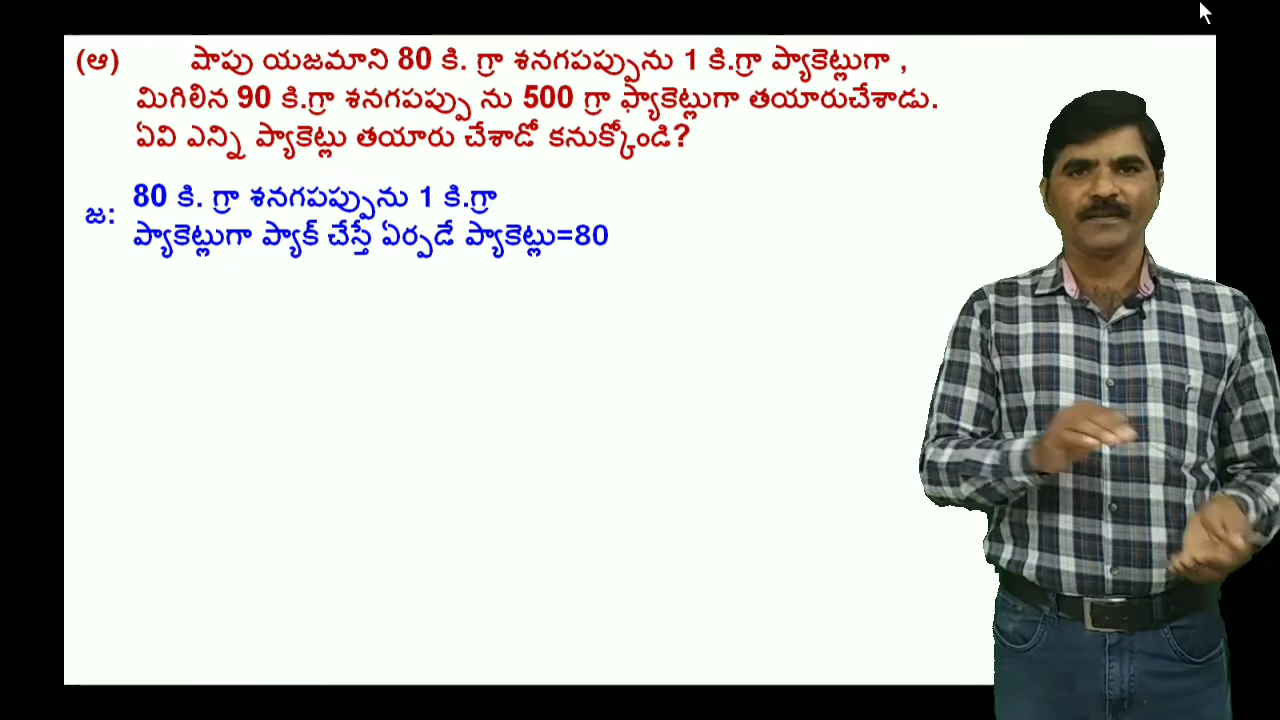 (ఆ) షాపు యజమాని 80 కి. గ్రా శనగపప్పును 1 కి.గ్రా ప్యాకెట్లుగా ,
మిగిలిన 90 కి.గ్రా శనగపప్పు ను 500 గ్రా ఫ్యాకెట్లుగా తయారుచేశాడు.
ఏవి ఎన్ని ప్యాకెట్లు తయారు చేశాడో కనుక్కోండి?
జ: 80 కి. గ్రా శనగపప్పును 1 కి.గ్రా
ప్యాకెట్లుగా ప్యాక్ చేస్తే ఏర్పడే ప్యాకెట్లు=80